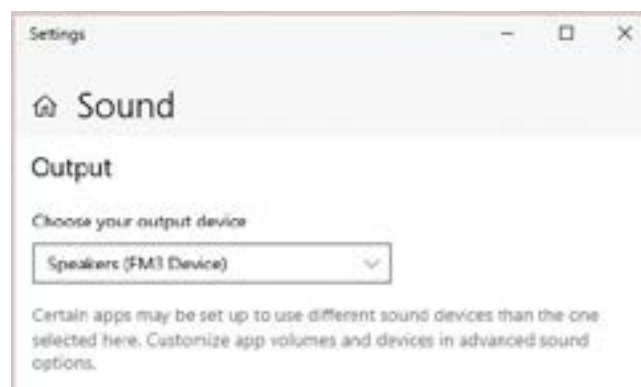 Settings
Sound
Output
Choose your output device
Speakers (FM3 Device)
Certain apps may be set up to use different sound devices than the one
selected here. Customize app volumes and devices in advanced sound
options.